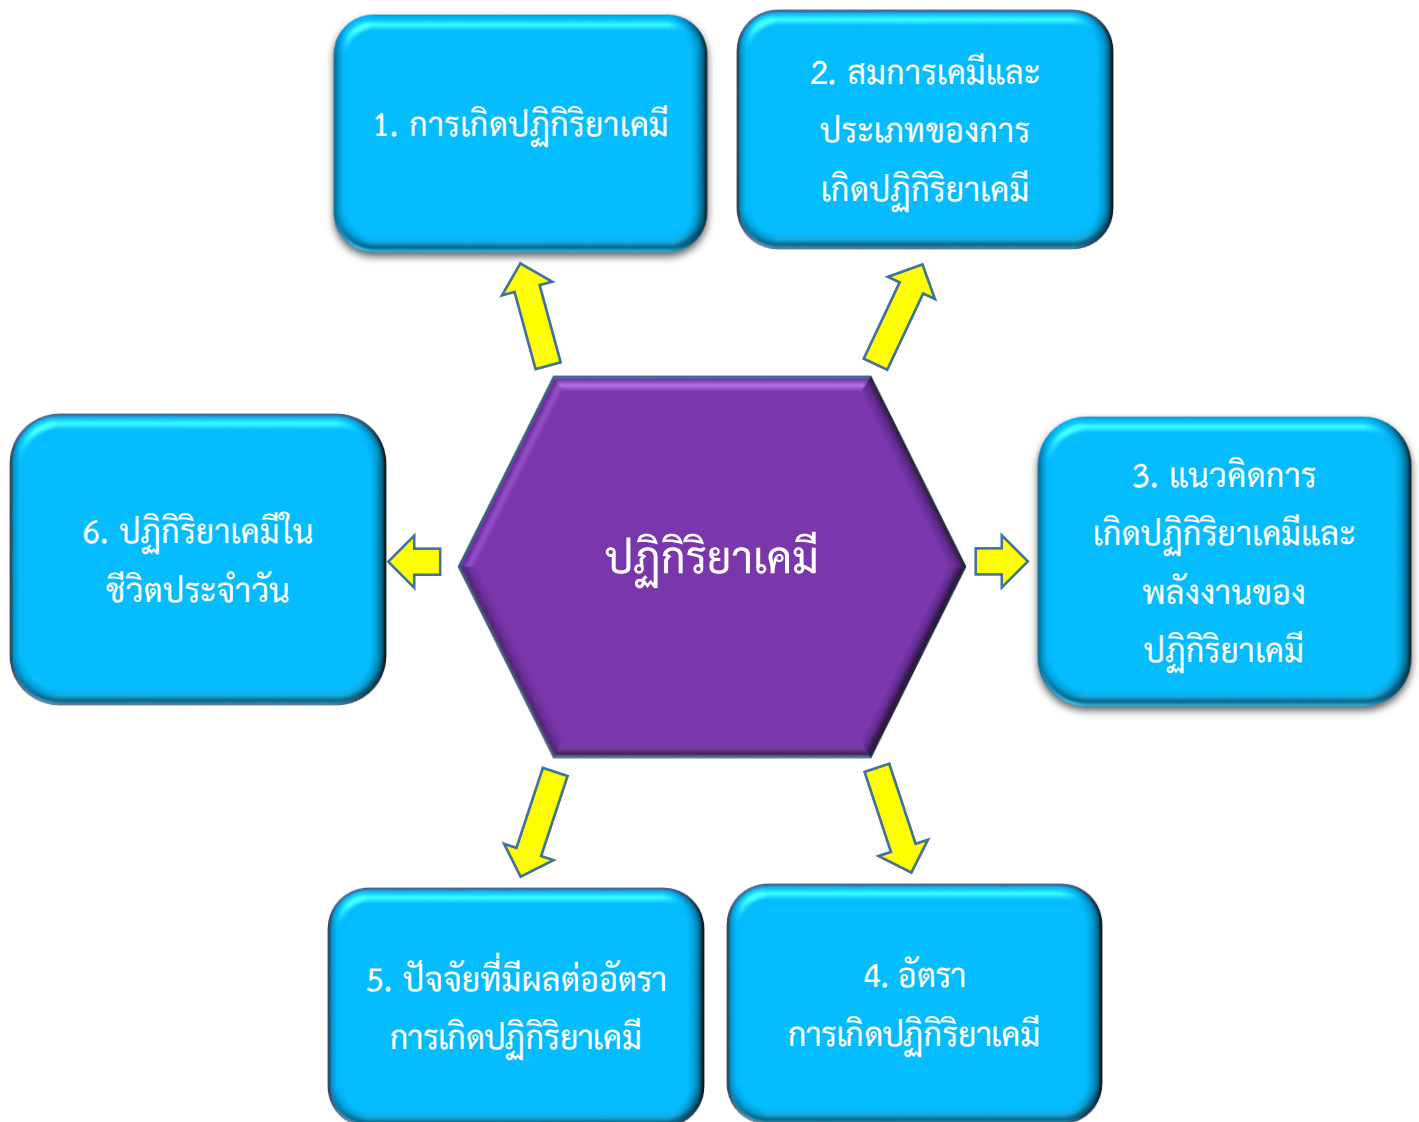 1. การเกิดปฏิกิริยาเคมี
2. สมการเคมีและ
ประเภทของการ
เกิดปฏิกิริยาเคมี
3. แนวคิดการ
เกิดปฏิกิริยาเคมีและ
พลังงานของ
ปฏิกิริยาเคมี
6. ปฏิกิริยาเคมีใน
ชีวิตประจำวัน
ปฏิกิริยาเคมี
5. ปัจจัยที่มีผลต่ออัตรา
การเกิดปฏิกิริยาเคมี
4. อัตรา
การเกิดปฏิกิริยาเคมี